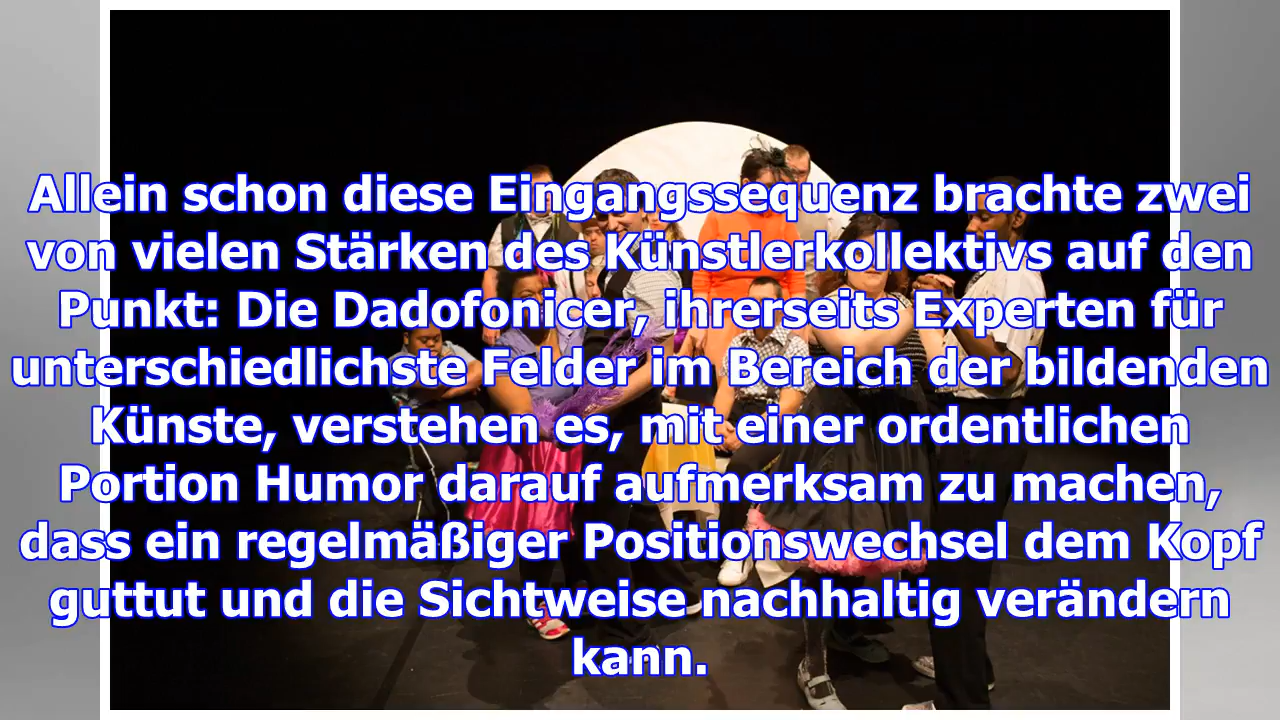 Allein schon diese Eingangssequenz brachte zwei
von vielen Stärken des Künstlerkollektivs auf den
Punkt: Die Dadofonicer, ihrerseits Experten für
unterschiedlichste Felder im Bereich der bildenden
Künste, verstehen es, mit einer ordentlichen
Portion Humor darauf aufmerksam zu machen,
dass ein regelmäßiger Positionswechsel dem Kopf
guttut und die Sichtweise nachhaltig verändern
kann.